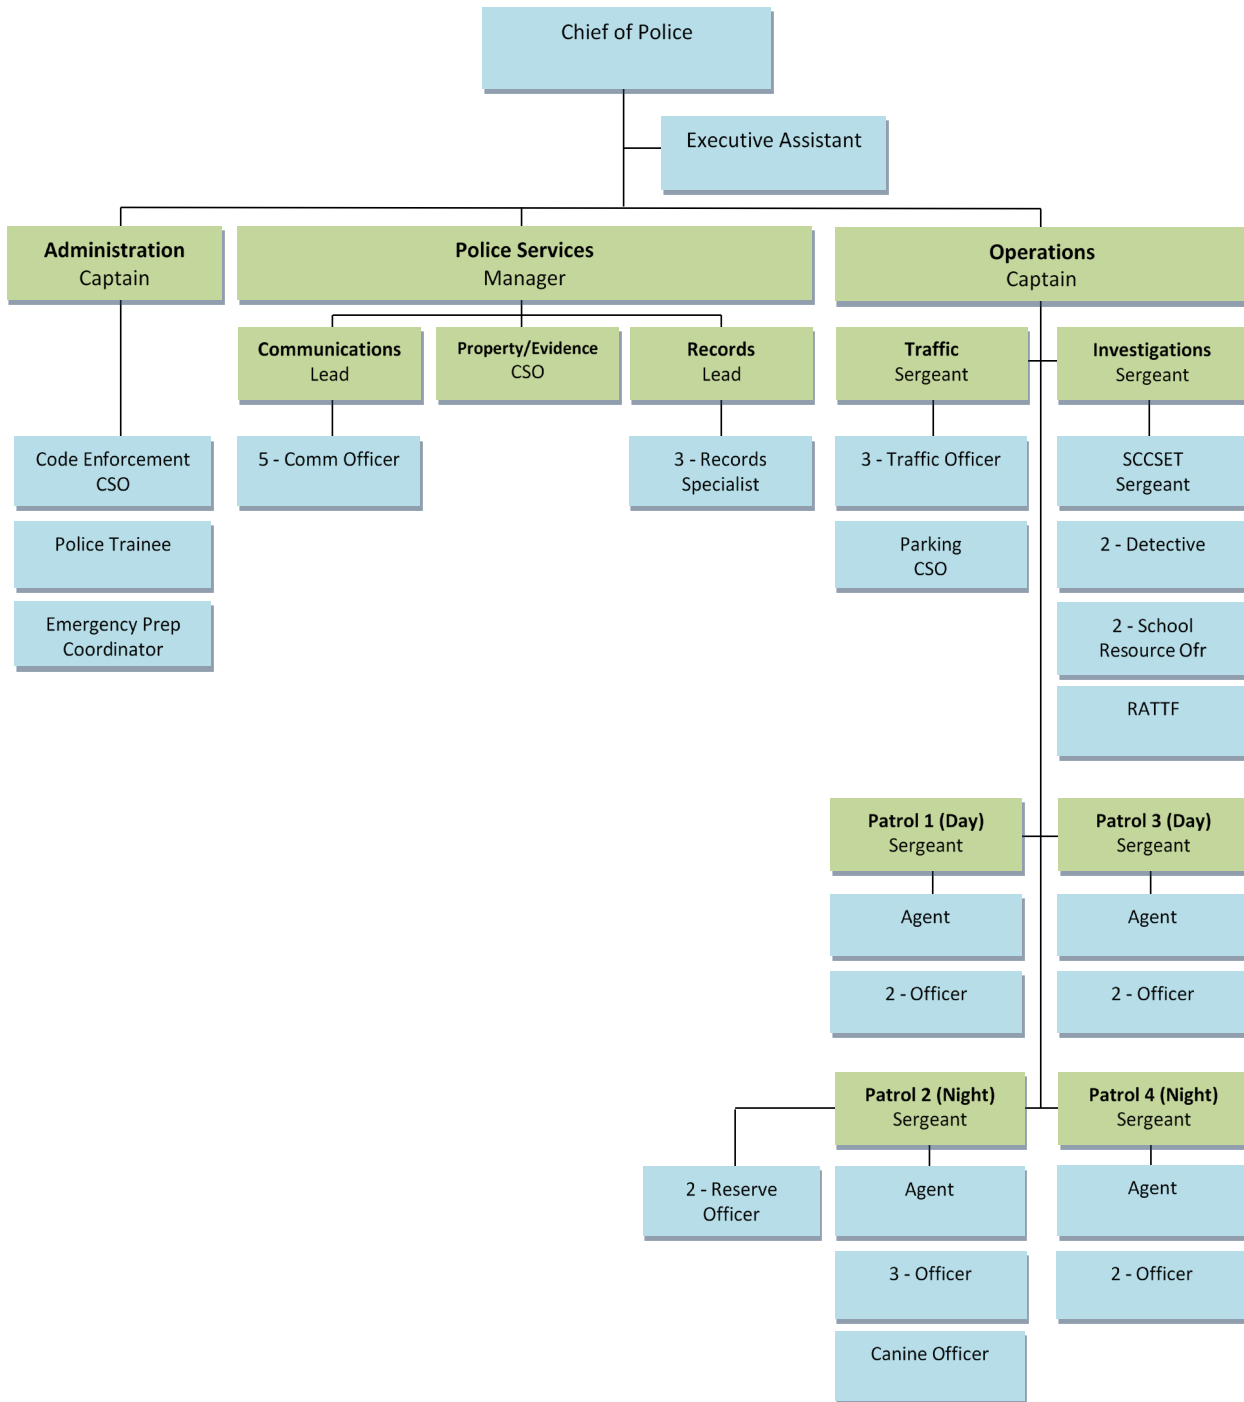 Chief of Police
Executive Assistant
Administration
Captain
Police Services
Manager
Operations
Captain
Communications
Lead
Property/Evidence
CSO
Records
Lead
Traffic
Sergeant
Investigations
Sergeant
Code Enforcement
CSO
5 - Comm Officer
3 - Records
Specialist
3 - Traffic Officer
SCCSET
Sergeant
Police Trainee
Parking
CSO
2 - Detective
Emergency Prep
Coordinator
2 - School
Resource Ofr
RATTF
Patrol 1 (Day)
Sergeant
Patrol 3 (Day)
Sergeant
Agent
Agent
2 - Officer
2 - Officer
Patrol 2 (Night)
Sergeant
Patrol 4 (Night)
Sergeant
2 - Reserve
Officer
Agent
Agent
3 - Officer
2 - Officer
Canine Officer